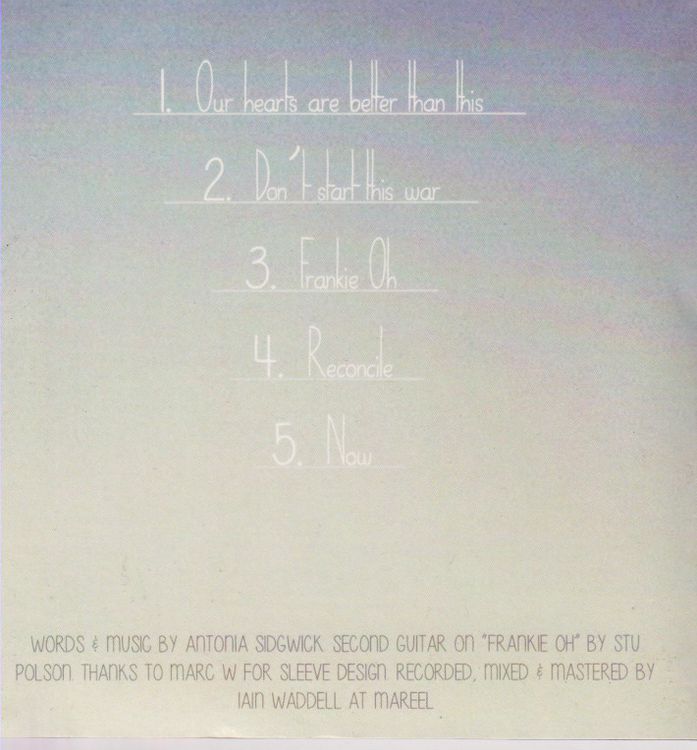 1. Our hearts are better than this
2. Don't start this war
3. Frankie Oh
4. Reconcile
5. Now
WORDS & MUSIC BY ANTONIA SIDGWICK. SECOND GUITAR ON "FRANKIE OH" BY STU
POLSON. THANKS TO MARC W FOR SLEEVE DESIGN. RECORDED, MIXED & MASTERED BY
IAIN WADDELL AT MAREEL